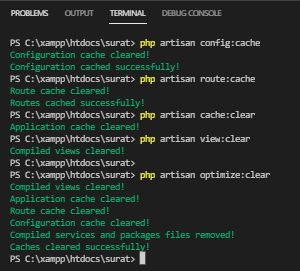 PROBLEMS OUTPUT TERMINAL DEBUG CONSOLE
PS C:\xampp\htdocs\surat> php artisan config:cache
Configuration cache cleared!
Configuration cached successfully!
PS C:\xampp\htdocs\surat> php artisan route:cache
Route cache cleared!
Routes cached successfully!
PS C:\xampp\htdocs\surat> php artisan cache:clear
Application cache cleared!
PS C:\xampp\htdocs\surat> php artisan view:clear
Compiled views cleared!
PS C:\xampp\htdocs\surat>
PS C:\xampp\htdocs\surat> php artisan optimize:clear
Compiled views cleared!
Application cache cleared!
Route cache cleared!
Configuration cache cleared!
Compiled services and packages files removed!
Caches cleared successfully!
PS C:\xampp\htdocs\surat>